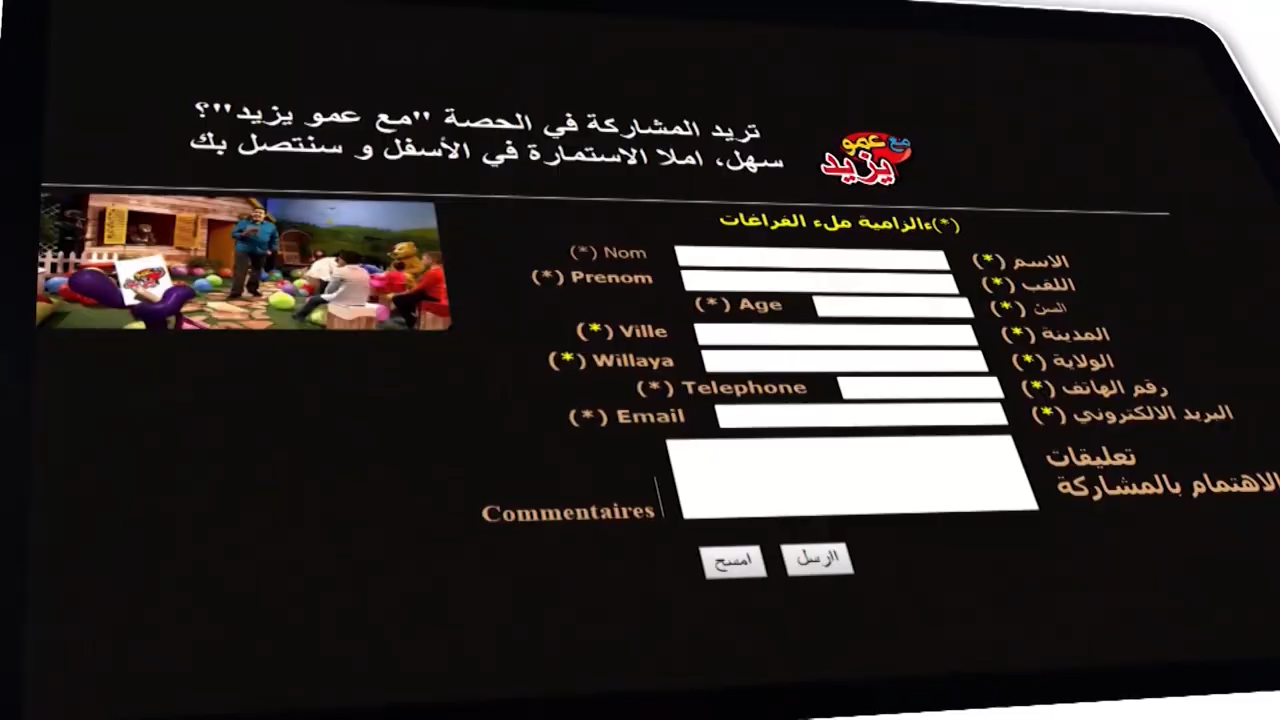 تريد المشاركة في الحصة "مع عمو يزيد"؟
سهل، املا الاستمارة في الأسفل و سنتصل بك
مع عمو يزيد
(*)ءالزامية ملء الفراغات
الاسم (*) Nom (*)
اللقب (*) Prenom (*)
السن (*) Age (*)
المدينة (*) Ville (*)
الولاية (*) Willaya (*)
رقم الهاتف (*) Telephone (*)
البريد الالكتروني (*) Email (*)
تعليقات
الاهتمام بالمشاركة
Commentaires
اارسل امسح